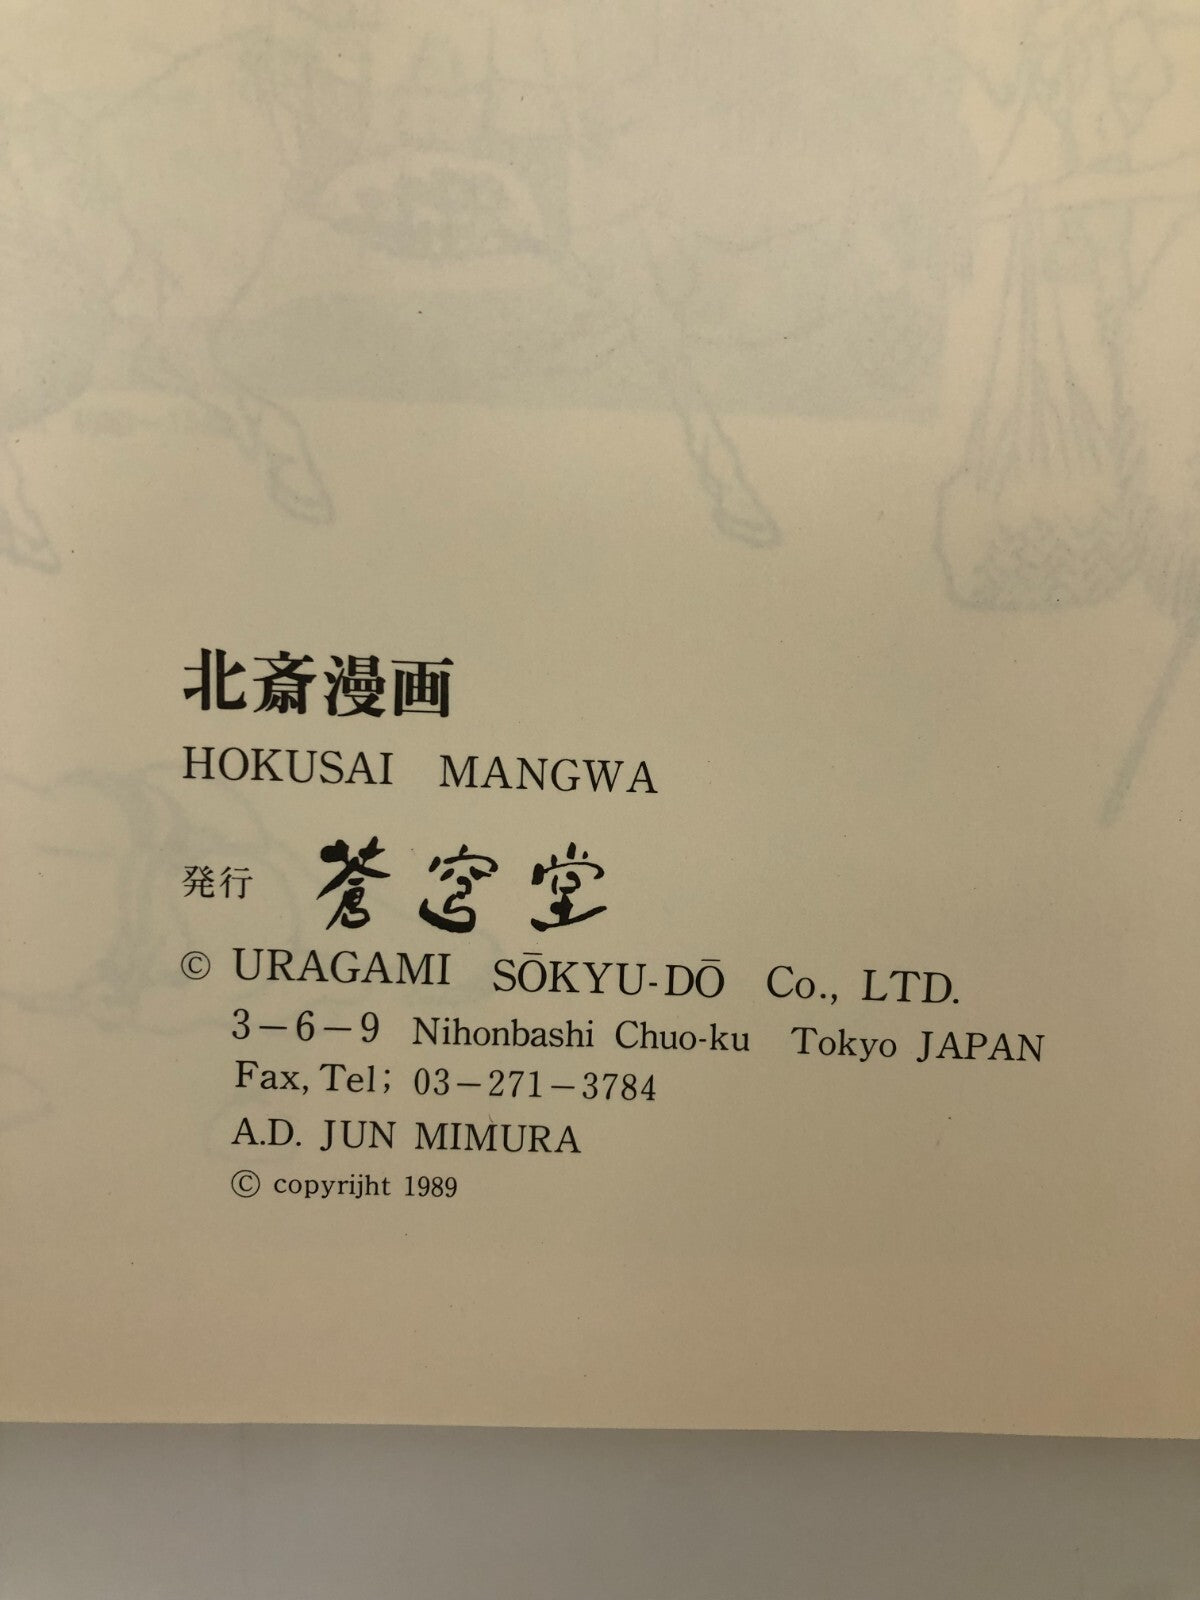 北斎漫画
HOKUSAI MANGWA
発行 蒼穹堂
© URAGAMI SŌKYU-DŌ Co., LTD.
3-6-9 Nihonbashi Chuo-ku Tokyo JAPAN
Fax, Tel; 03-271-3784
A.D. JUN MIMURA
© copyrijht 1989